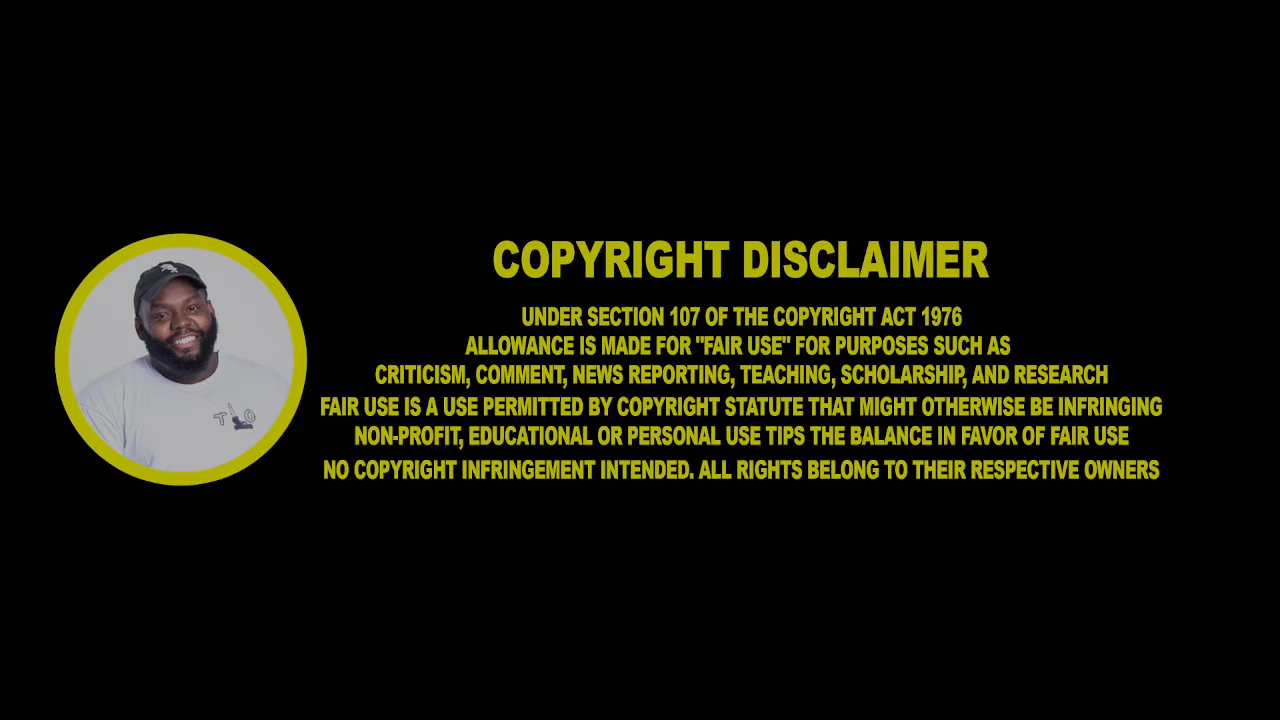 COPYRIGHT DISCLAIMER
UNDER SECTION 107 OF THE COPYRIGHT ACT 1976
ALLOWANCE IS MADE FOR "FAIR USE" FOR PURPOSES SUCH AS
CRITICISM, COMMENT, NEWS REPORTING, TEACHING, SCHOLARSHIP, AND RESEARCH
FAIR USE IS A USE PERMITTED BY COPYRIGHT STATUTE THAT MIGHT OTHERWISE BE INFRINGING
NON-PROFIT, EDUCATIONAL OR PERSONAL USE TIPS THE BALANCE IN FAVOR OF FAIR USE
NO COPYRIGHT INFRINGEMENT INTENDED. ALL RIGHTS BELONG TO THEIR RESPECTIVE OWNERS